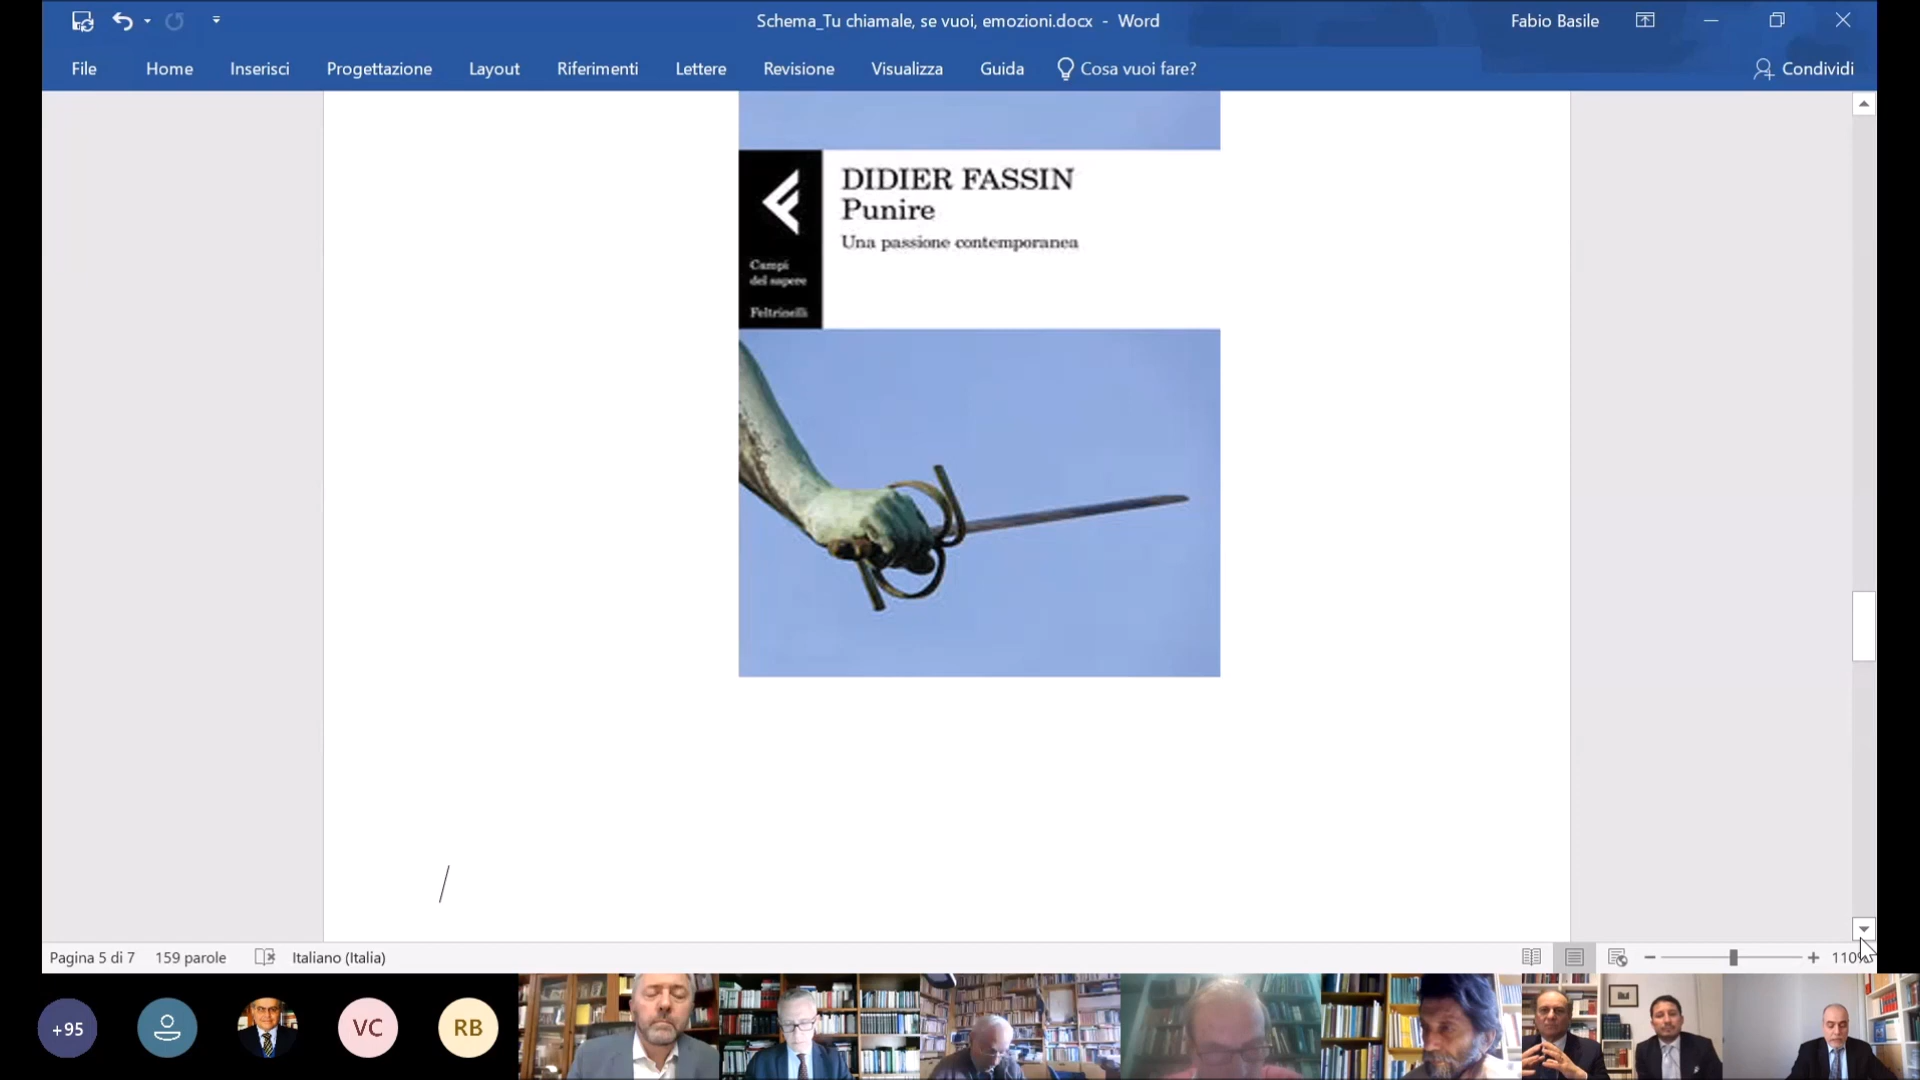 Schema_Tu chiamale, se vuoi, emozioni.docx - Word
Fabio Basile
File Home Inserisci Progettazione Layout Riferimenti Lettere Revisione Visualizza Guida Cosa vuoi fare? Condividi
DIDIER FASSIN
Punire
Una passione contemporanea
Campi
del sapere
Feltrinelli
/
Pagina 5 di 7 159 parole Italiano (Italia) 110%
+95 VC RB